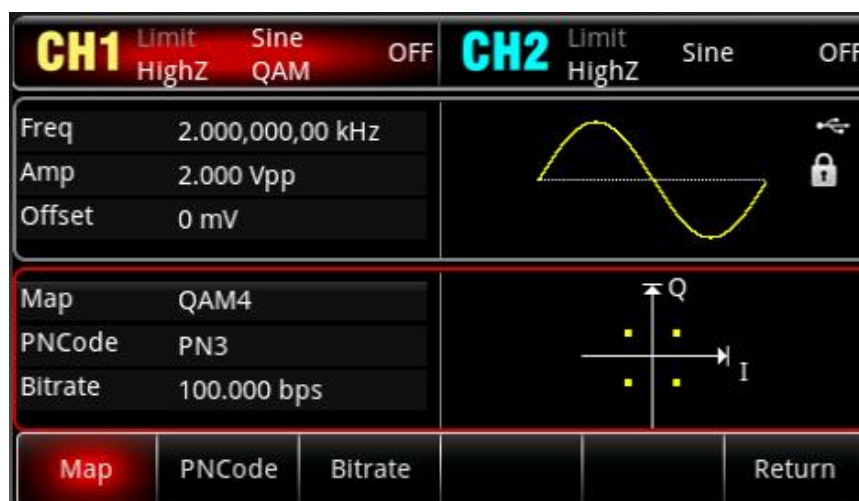 CH1 Limit Sine OFF CH2 Limit Sine OFF
HighZ QAM HighZ
Freq 2.000,000,00 kHz
Amp 2.000 Vpp
Offset 0 mV
Map QAM4 Q
PNCode PN3
I
Bitrate 100.000 bps
Map PNCode Bitrate Return